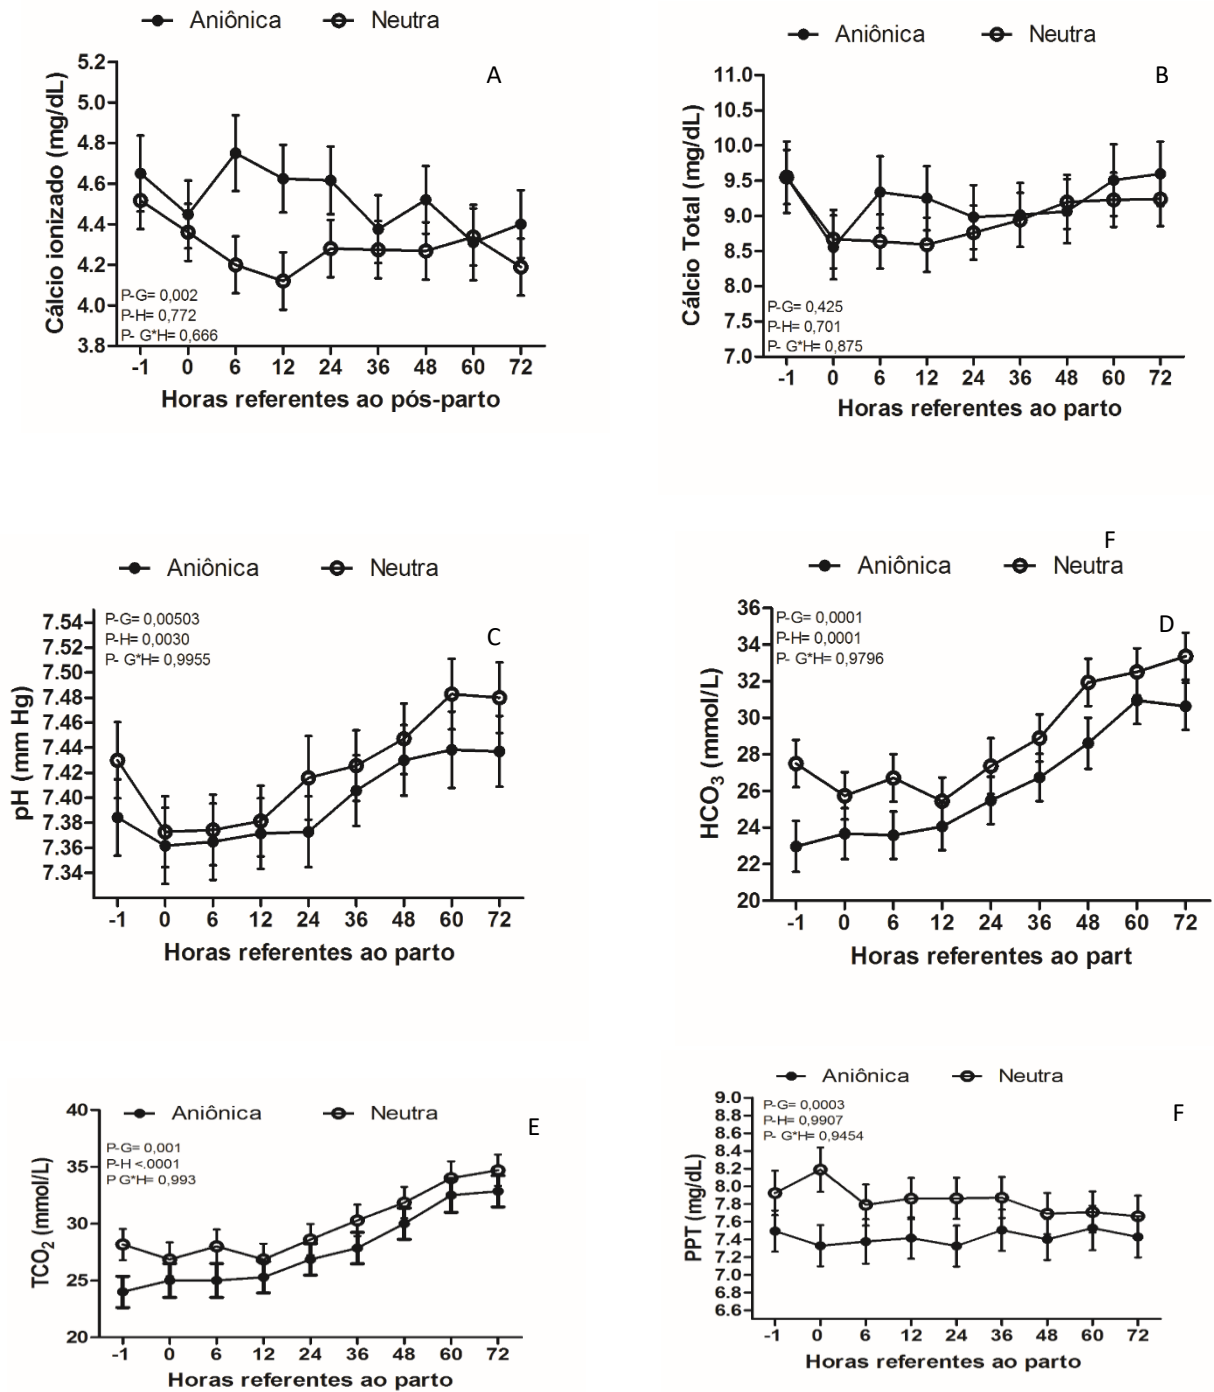 Aniônica Neutra
A
Cálcio ionizado (mg/dL)
5.2
5.0
4.8
4.6
4.4
4.2
4.0
3.8
P-G= 0,002
P-H= 0,772
P- G*H= 0,666
-1 0 6 12 24 36 48 60 72
Horas referentes ao pós-parto
Aniônica Neutra
B
Cálcio Total (mg/dL)
11.0
10.5
10.0
9.5
9.0
8.5
8.0
7.5
7.0
P-G= 0,425
P-H= 0,701
P- G*H= 0,875
-1 0 6 12 24 36 48 60 72
Horas referentes ao parto
Aniônica Neutra
C
pH (mm Hg)
7.54
7.52
7.50
7.48
7.46
7.44
7.42
7.40
7.38
7.36
7.34
P-G= 0,00503
P-H= 0,0030
P- G*H= 0,9955
-1 0 6 12 24 36 48 60 72
Horas referentes ao parto
F
Aniônica Neutra
D
HCO3 (mmol/L)
36
34
32
30
28
26
24
22
20
P-G= 0,0001
P-H= 0,0001
P- G*H= 0,9796
-1 0 6 12 24 36 48 60 72
Horas referentes ao part
Aniônica Neutra
E
TCO2 (mmol/L)
40
35
30
25
20
P-G= 0,001
P-H <.0001
P G*H= 0,993
-1 0 6 12 24 36 48 60 72
Horas referentes ao parto
Aniônica Neutra
F
PPT (mg/dL)
9.0
8.8
8.6
8.4
8.2
8.0
7.8
7.6
7.4
7.2
7.0
6.8
6.6
P-G= 0,0003
P-H= 0,9907
P- G*H= 0,9454
-1 0 6 12 24 36 48 60 72
Horas referentes ao parto